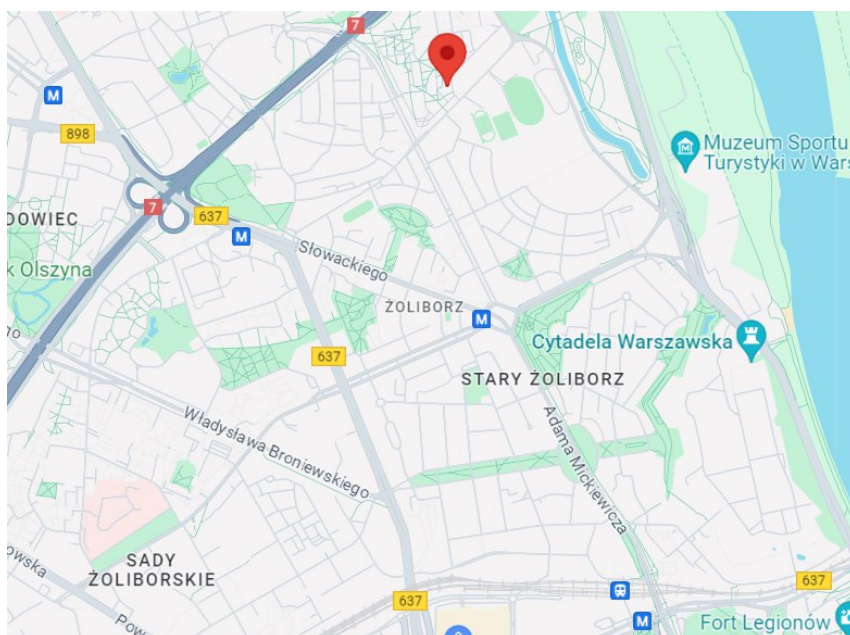 7
M
898
Muzeum Sportu
Turystyki w Wars
DOWIEC
7
637
M
Słowackiego
k Olszyna
ŻOLIBORZ
M
Cytadela Warszawska
637
STARY ŻOLIBORZ
Władysława Broniewskiego
Adama Mickiewicza
SADY
ŻOLIBORSKIE
owska
Pow
637
637
M
Fort Legionów